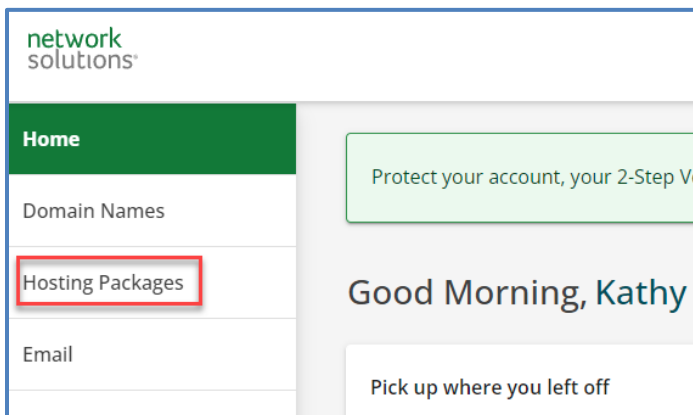 network
solutions
Home
Domain Names
Hosting Packages
Email
Protect your account, your 2-Step
Good Morning, Kathy
Pick up where you left off